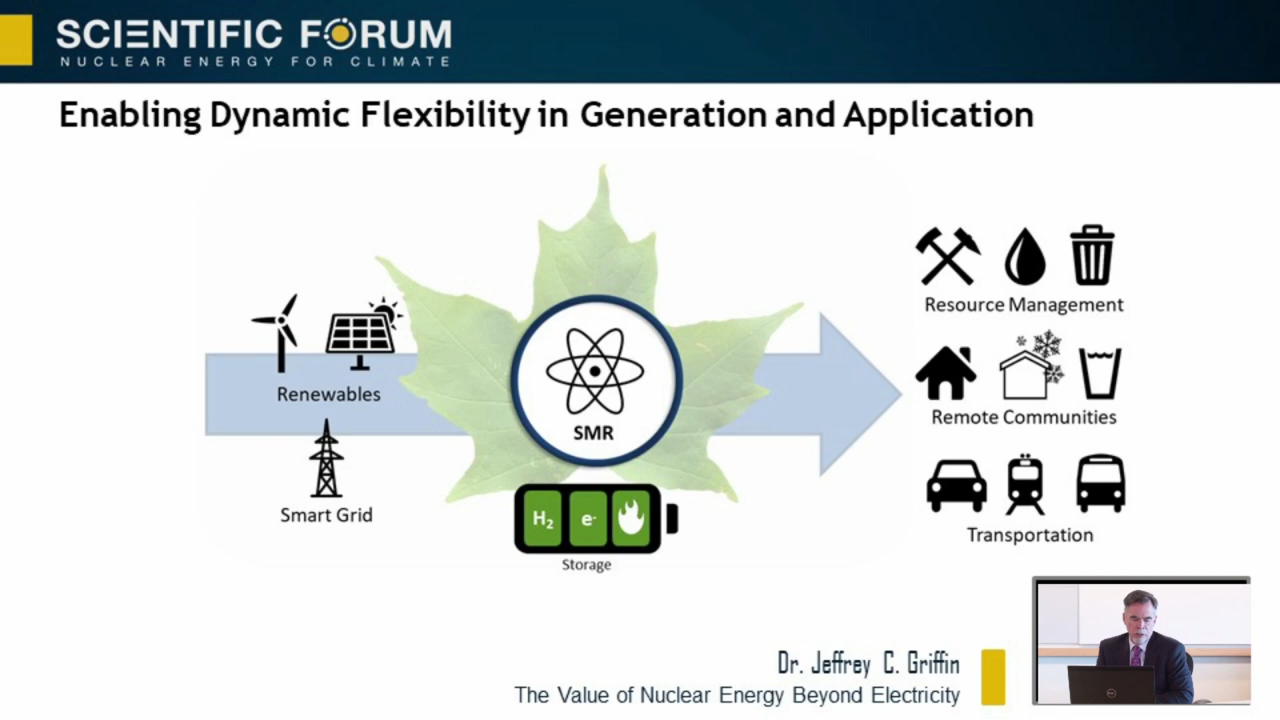 SCIENTIFIC FORUM
NUCLEAR ENERGY FOR CLIMATE
Enabling Dynamic Flexibility in Generation and Application
Renewables
Smart Grid
SMR
H₂ e⁻
Storage
Resource Management
Remote Communities
Transportation
Dr. Jeffrey C. Griffin
The Value of Nuclear Energy Beyond Electricity